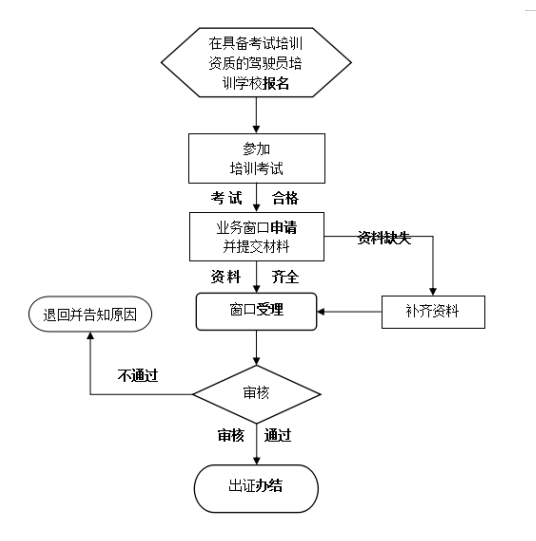 在具备考试培训
资质的驾驶员培
训学校报名
参加
培训考试
考试 合格
业务窗口申请
并提交材料
资料缺失
资料 齐全
窗口受理
补齐资料
退回并告知原因
不通过
审核
审核 通过
出证办结